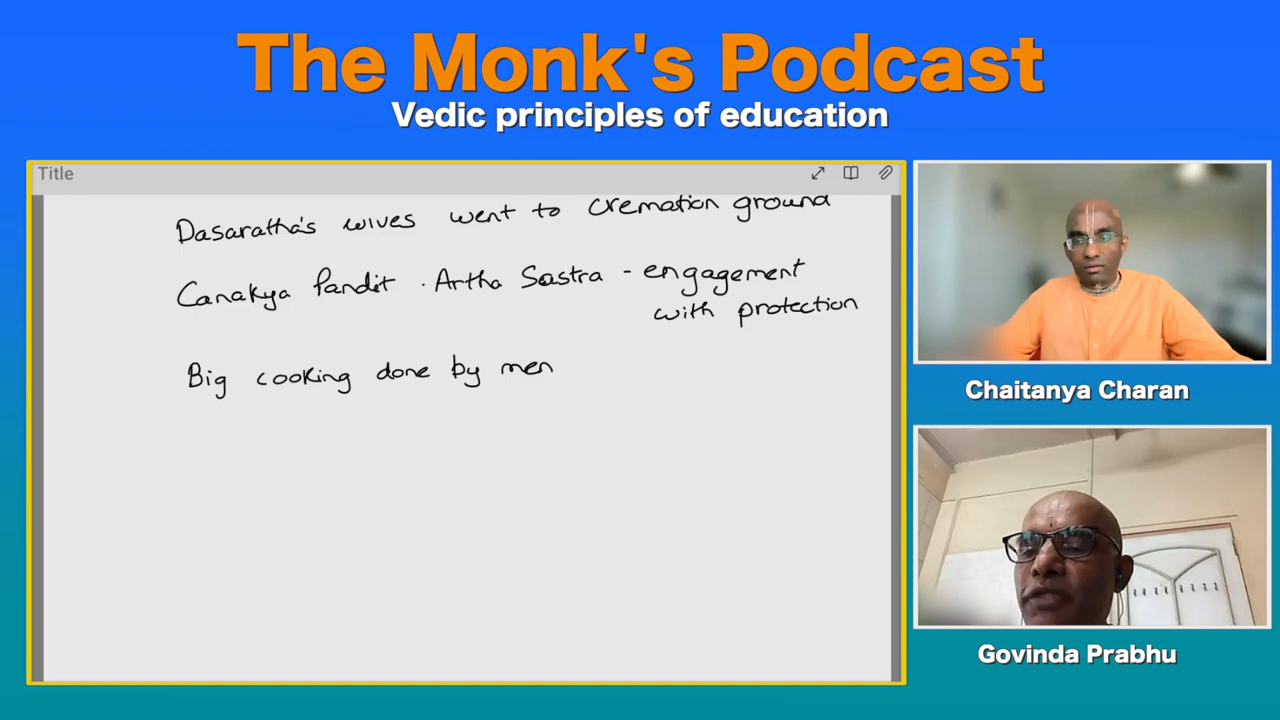 The Monk's Podcast
Vedic principles of education
Title
Dasaratha's wives went to cremation ground
Canakya Pandit . Artha Sastra - engagement
with protection
Big cooking done by men
Chaitanya Charan
Govinda Prabhu